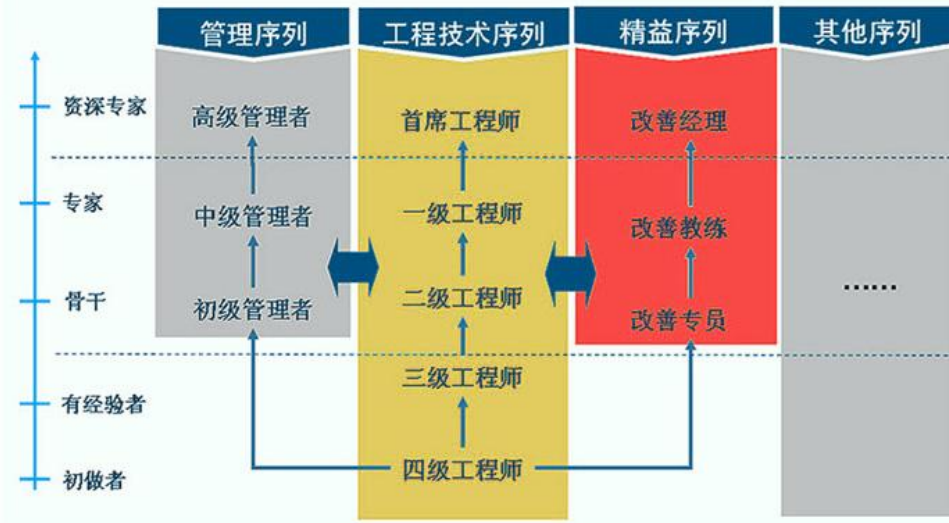 管理序列
工程技术序列
精益序列
其他序列
资深专家
高级管理者
首席工程师
改善经理
专家
中级管理者
一级工程师
改善教练
骨干
初级管理者
二级工程师
改善专员
……
有经验者
三级工程师
初做者
四级工程师